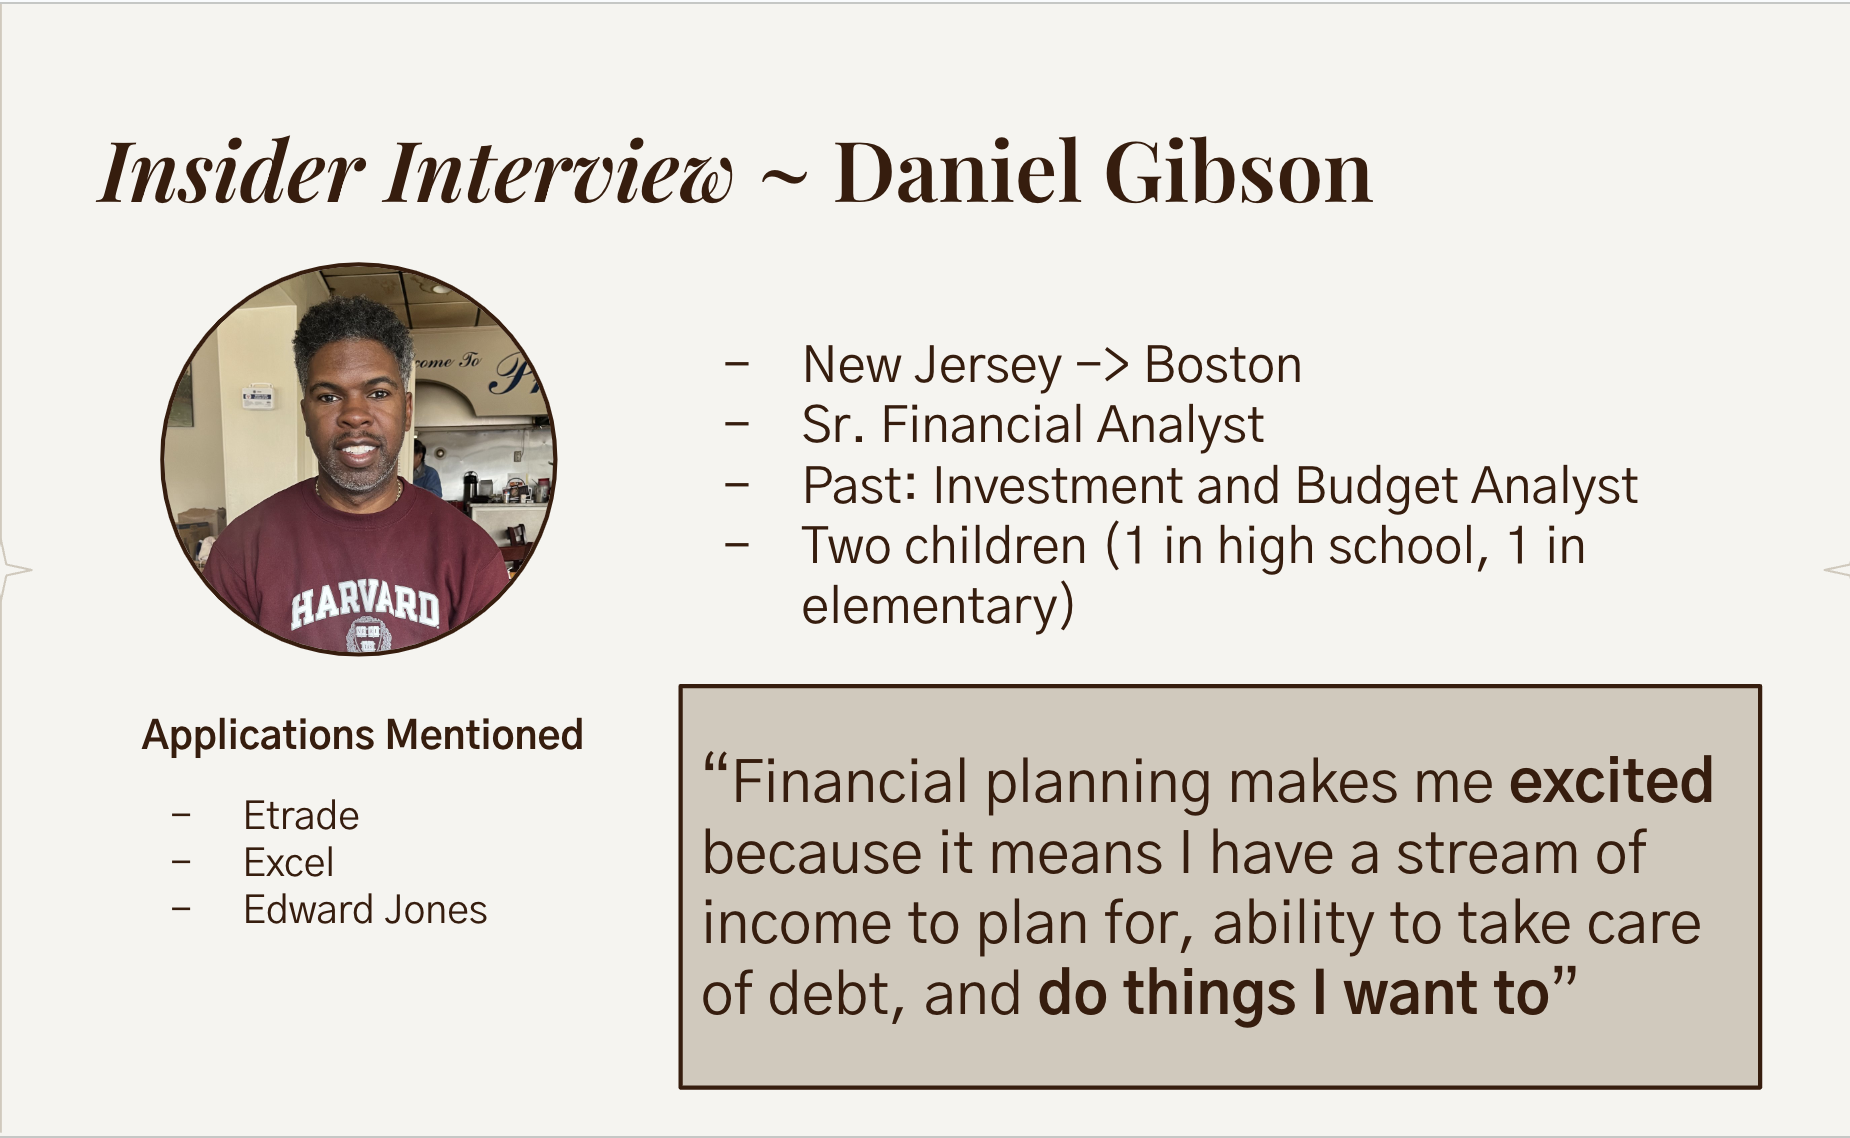 Insider Interview ~ Daniel Gibson
come To
HARVARD
– New Jersey –> Boston
– Sr. Financial Analyst
– Past: Investment and Budget Analyst
– Two children (1 in high school, 1 in
elementary)
Applications Mentioned
– Etrade
– Excel
– Edward Jones
“Financial planning makes me excited
because it means I have a stream of
income to plan for, ability to take care
of debt, and do things I want to”